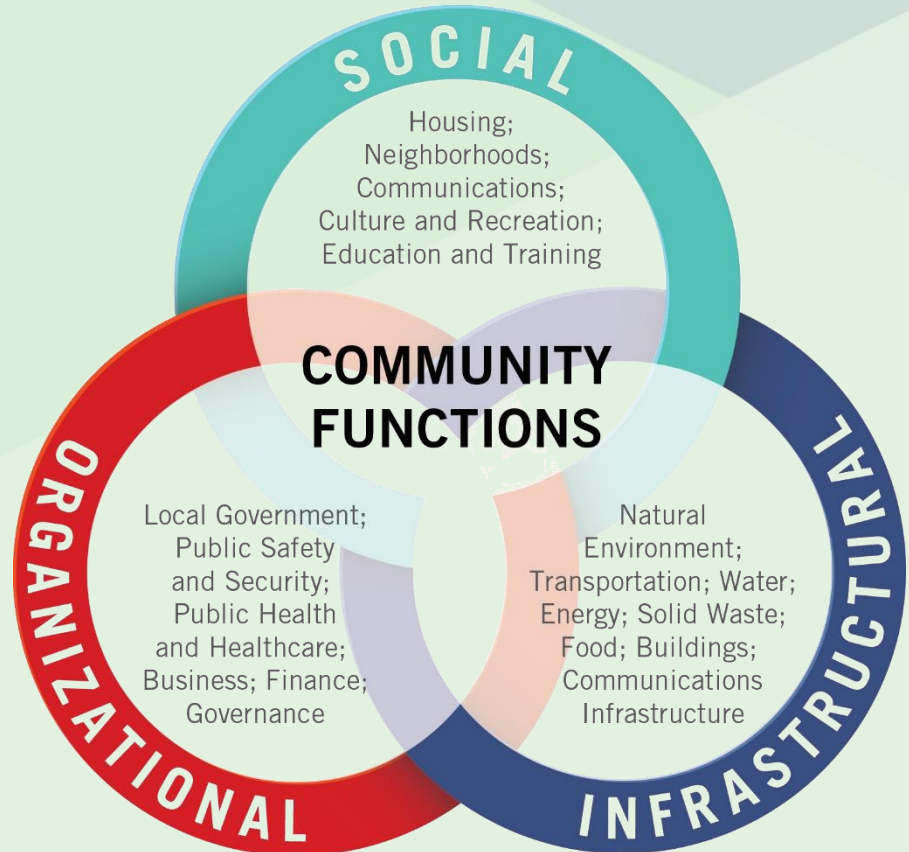 SOCIAL
Housing;
Neighborhoods;
Communications;
Culture and Recreation;
Education and Training
COMMUNITY
FUNCTIONS
ORGANIZATIONAL
Local Government;
Public Safety
and Security;
Public Health
and Healthcare;
Business; Finance;
Governance
INFRASTRUCTURAL
Natural
Environment;
Transportation; Water;
Energy; Solid Waste;
Food; Buildings;
Communications
Infrastructure